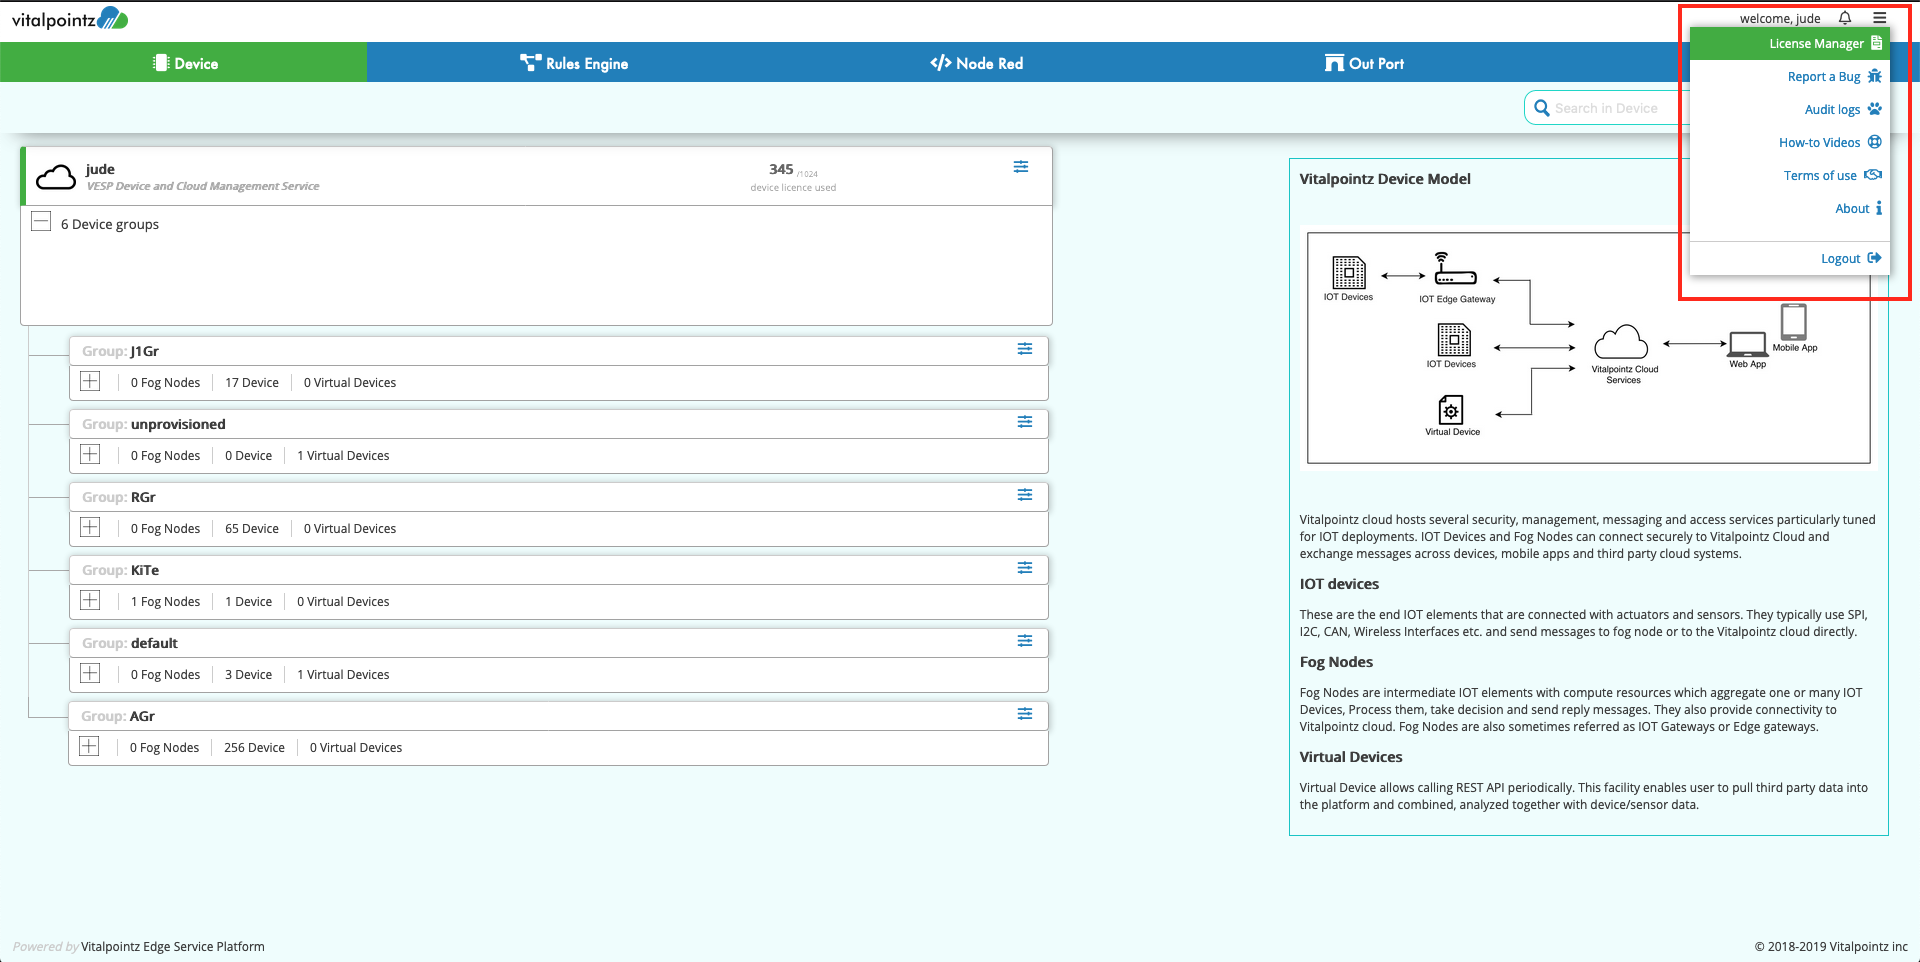 vitalpointz
welcome, jude
Device
Rules Engine
Node Red
Out Port
License Manager
Report a Bug
Audit logs
How-to Videos
Terms of use
About
Logout
Search in Device
jude
VESP Device and Cloud Management Service
345 /1024
device licence used
6 Device groups
Group: J1Gr
0 Fog Nodes 17 Device 0 Virtual Devices
Group: unprovisioned
0 Fog Nodes 0 Device 1 Virtual Devices
Group: RGr
0 Fog Nodes 65 Device 0 Virtual Devices
Group: KiTe
1 Fog Nodes 1 Device 0 Virtual Devices
Group: default
0 Fog Nodes 3 Device 1 Virtual Devices
Group: AGr
0 Fog Nodes 256 Device 0 Virtual Devices
Vitalpointz Device Model
IOT Devices
IOT Edge Gateway
IOT Devices
Virtual Device
Vitalpointz Cloud
Services
Web App
Mobile App
Vitalpointz cloud hosts several security, management, messaging and access services particularly tuned
for IOT deployments. IOT Devices and Fog Nodes can connect securely to Vitalpointz Cloud and
exchange messages across devices, mobile apps and third party cloud systems.
IOT devices
These are the end IOT elements that are connected with actuators and sensors. They typically use SPI,
I2C, CAN, Wireless Interfaces etc. and send messages to fog node or to the Vitalpointz cloud directly.
Fog Nodes
Fog Nodes are intermediate IOT elements with compute resources which aggregate one or many IOT
Devices, Process them, take decision and send reply messages. They also provide connectivity to
Vitalpointz cloud. Fog Nodes are also sometimes referred as IOT Gateways or Edge gateways.
Virtual Devices
Virtual Device allows calling REST API periodically. This facility enables user to pull third party data into
the platform and combined, analyzed together with device/sensor data.
Powered by Vitalpointz Edge Service Platform
© 2018-2019 Vitalpointz inc